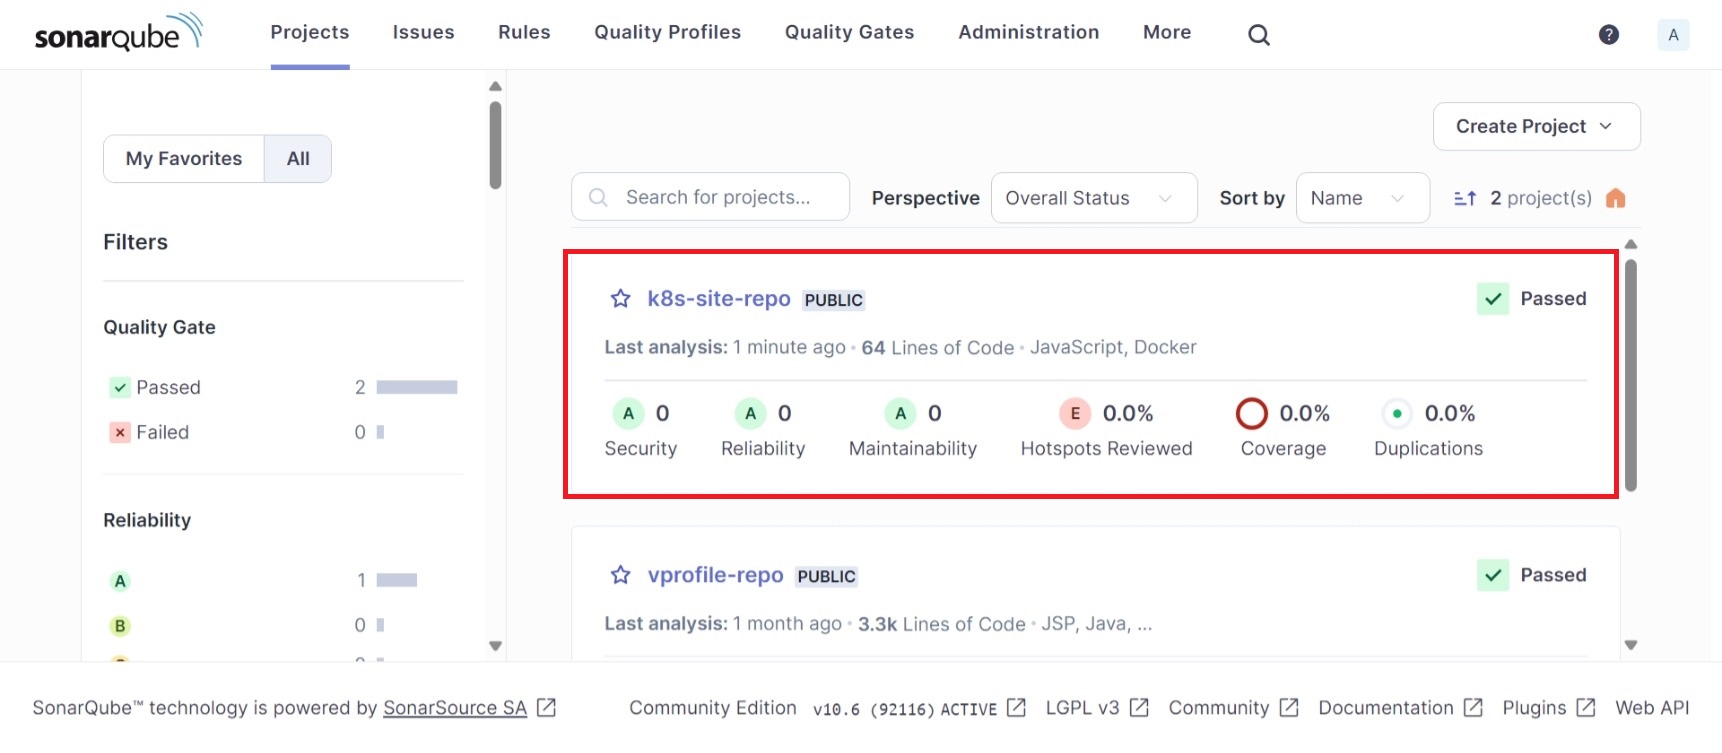 sonarqube Projects Issues Rules Quality Profiles Quality Gates Administration More ? A
My Favorites All
Filters
Quality Gate
Passed 2
Failed 0
Reliability
A 1
B 0
Create Project
Search for projects... Perspective Overall Status Sort by Name 2 project(s)
k8s-site-repo PUBLIC Passed
Last analysis: 1 minute ago • 64 Lines of Code • JavaScript, Docker
A 0 A 0 A 0 E 0.0% 0.0% 0.0%
Security Reliability Maintainability Hotspots Reviewed Coverage Duplications
vprofile-repo PUBLIC Passed
Last analysis: 1 month ago • 3.3k Lines of Code • JSP, Java, ...
SonarQube™ technology is powered by SonarSource SA Community Edition v10.6 (92116) ACTIVE LGPL v3 Community Documentation Plugins Web API